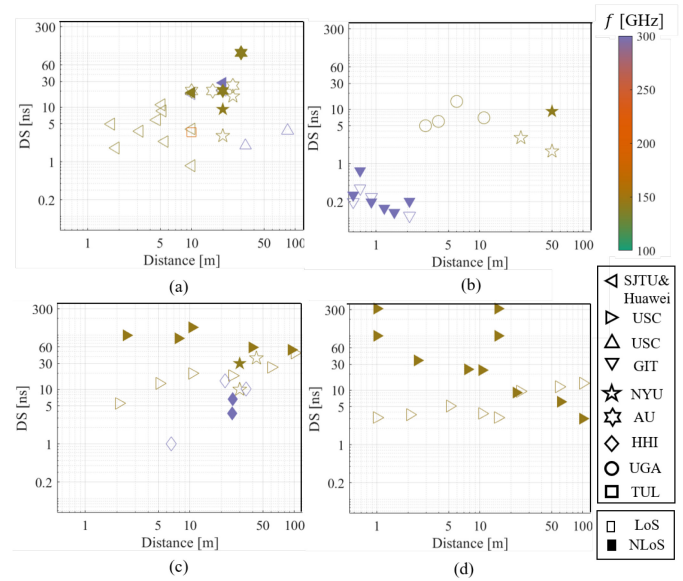 300
60
30
10
5
1
0.2
DS [ns]
1
5
10
50
100
Distance [m]
(a)
300
60
30
10
5
1
0.2
DS [ns]
1
5
10
50
100
Distance [m]
(b)
f [GHz]
300
250
200
150
100
300
60
30
10
5
1
0.2
DS [ns]
1
5
10
50
100
Distance [m]
(c)
300
60
30
10
5
1
0.2
DS [ns]
1
5
10
50
100
Distance [m]
(d)
SJTU&
Huawei
USC
USC
GIT
NYU
AU
HHI
UGA
TUL
LoS
NLoS